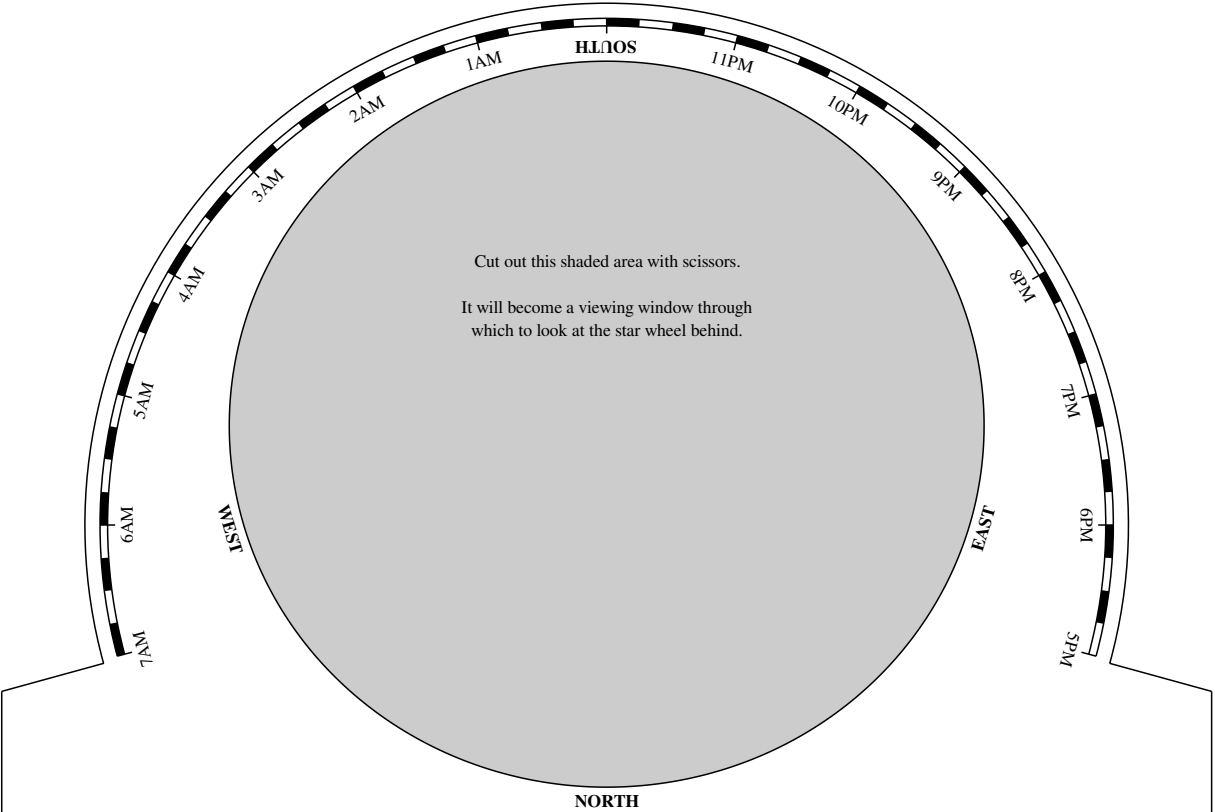 SOUTH
1AM
11PM
2AM
10PM
3AM
9PM
4AM
8PM
Cut out this shaded area with scissors.
It will become a viewing window through
which to look at the star wheel behind.
5AM
7PM
WEST
EAST
6AM
6PM
7AM
5PM
NORTH